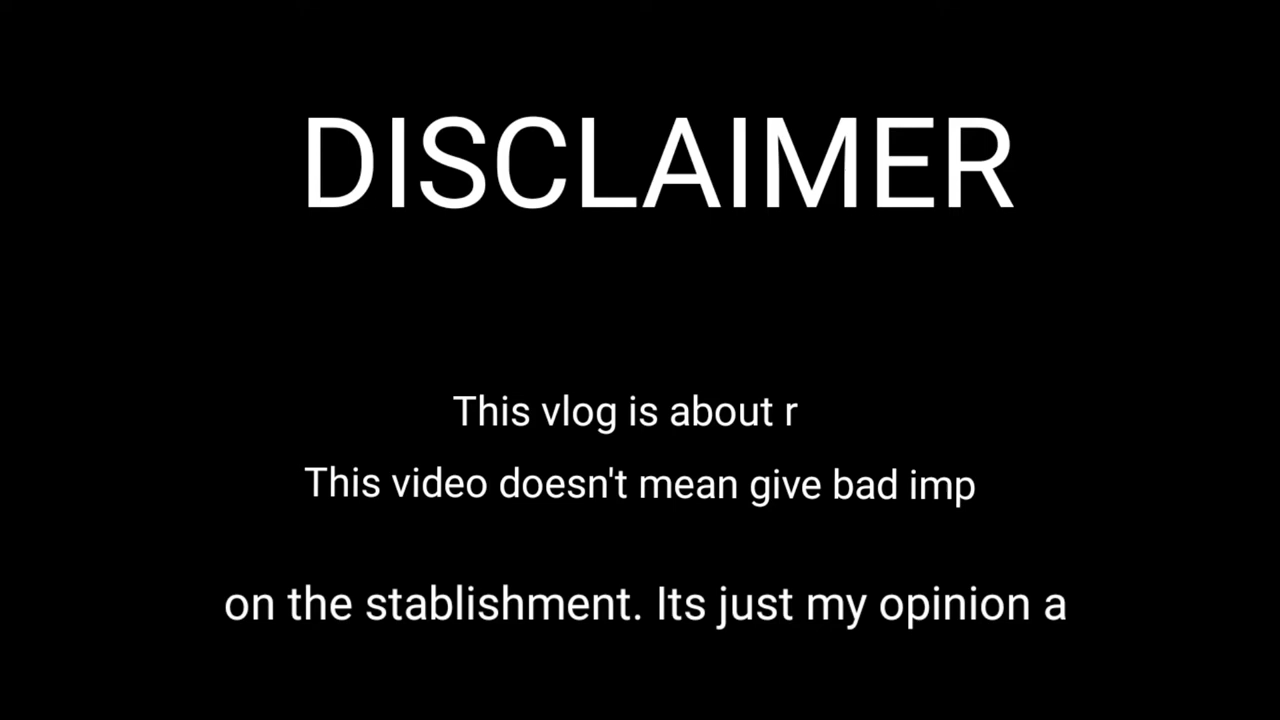 DISCLAIMER
This vlog is about r
This video doesn't mean give bad imp
on the stablishment. Its just my opinion a